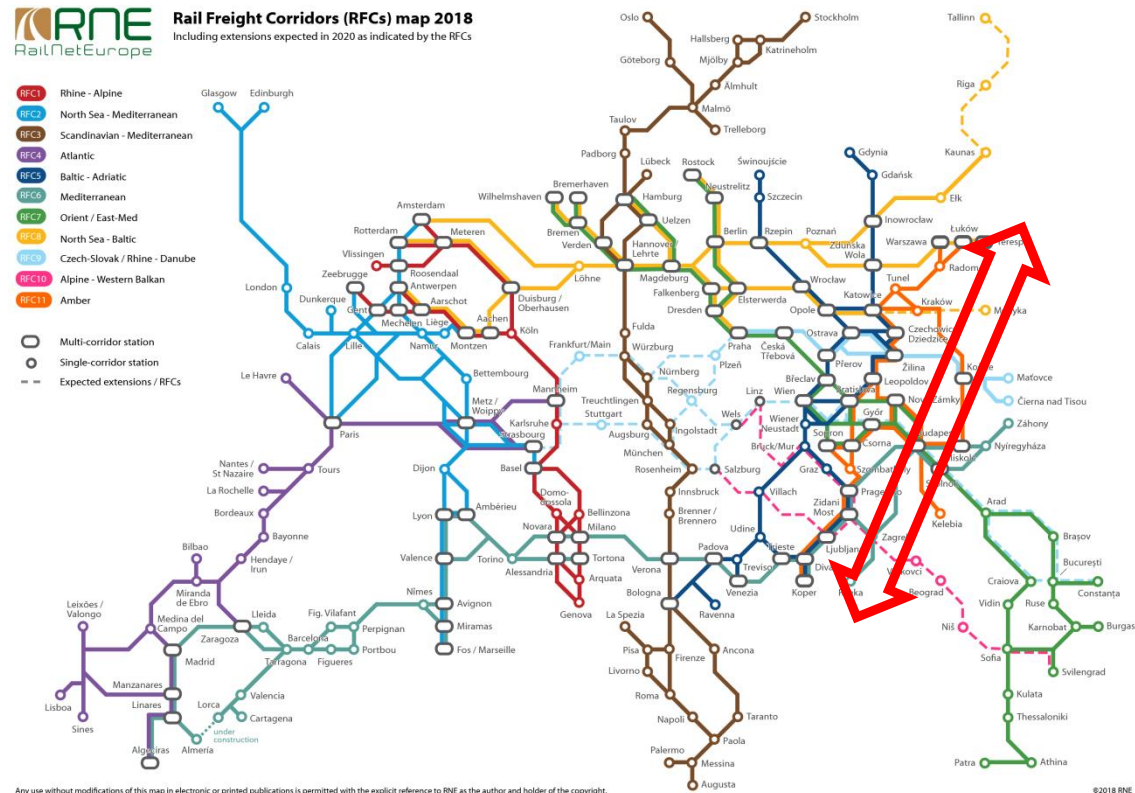 RNE
RailNetEurope
Rail Freight Corridors (RFCs) map 2018
Including extensions expected in 2020 as indicated by the RFCs
RFC1 Rhine - Alpine
RFC2 North Sea - Mediterranean
RFC3 Scandinavian - Mediterranean
RFC4 Atlantic
RFC5 Baltic - Adriatic
RFC6 Mediterranean
RFC7 Orient / East-Med
RFC8 North Sea - Baltic
RFC9 Czech-Slovak / Rhine - Danube
RFC10 Alpine - Western Balkan
RFC11 Amber
Multi-corridor station
Single-corridor station
Expected extensions / RFCs
Oslo
Stockholm
Tallinn
Hallsberg
Katrineholm
Göteborg
Mjölby
Älmhult
Riga
Glasgow
Edinburgh
Malmö
Taulov
Trelleborg
Padborg
Lübeck
Rostock
Świnoujście
Gdynia
Kaunas
Gdańsk
Bremerhaven
Wilhelmshaven
Hamburg
Neustrelitz
Szczecin
Ełk
Amsterdam
Uelzen
Inowrocław
Rotterdam
Meteren
Bremen
Verden
Hannover/
Lehrte
Berlin
Rzepin
Poznań
Zduńska
Wola
Warszawa
Łuków
Vlissingen
Zeebrugge
Roosendaal
Löhne
Magdeburg
Wrocław
Tunel
Radom
London
Dunkerque
Antwerpen
Gent
Aarschot
Duisburg /
Oberhausen
Falkenberg
Elsterwerda
Katowice
Kraków
Mechelen
Liège
Aachen
Dresden
Opole
Calais
Lille
Namur
Montzen
Köln
Fulda
Praha
Česká
Třebová
Ostrava
Czechowice
Dziedzice
Frankfurt/Main
Würzburg
Plzeň
Přerov
Žilina
Le Havre
Bettembourg
Mannheim
Nürnberg
Regensburg
Linz
Břeclav
Leopoldov
Maťovce
Čierna nad Tisou
Metz /
Woippy
Karlsruhe
Stuttgart
Treuchtlingen
Wels
Wien
Bratislava
Nové Zámky
Paris
Strasbourg
Augsburg
Ingolstadt
Wiener
Neustadt
Sopron
Győr
Csorna
Budapest
Záhony
Nyíregyháza
München
Bruck/Mur
Miskolc
Nantes /
St Nazaire
Tours
Dijon
Basel
Rosenheim
Salzburg
Graz
Szombathely
Szolnok
La Rochelle
Domo-
dossola
Innsbruck
Villach
Pragersko
Arad
Bordeaux
Lyon
Ambérieu
Novara
Bellinzona
Milano
Brenner /
Brennero
Zidani
Most
Kelebia
Brașov
Bayonne
Udine
Zagreb
Bilbao
Hendaye /
Irun
Valence
Torino
Alessandria
Tortona
Verona
Padova
Treviso
Trieste
Ljubljana
București
Miranda
de Ebro
Arquata
Venezia
Koper
Beograd
Craiova
Constanța
Leixões /
Valongo
Medina del
Campo
Lleida
Fig. Vilafant
Nîmes
Avignon
Genova
Bologna
Ravenna
Vidin
Ruse
Zaragoza
Barcelona
Perpignan
Miramas
La Spezia
Niš
Karnobat
Burgas
Madrid
Tarragona
Figueres
Portbou
Fos / Marseille
Pisa
Firenze
Ancona
Sofia
Livorno
Svilengrad
Manzanares
Valencia
Roma
Kulata
Lisboa
Linares
Lorca
Cartagena
Napoli
Taranto
Thessaloniki
Sines
under
construction
Algeciras
Almería
Paola
Palermo
Messina
Patra
Athina
Augusta
Any use without modifications of this map in electronic or printed publications is permitted with the explicit reference to RNE as the author and holder of the copyright.
©2018 RNE